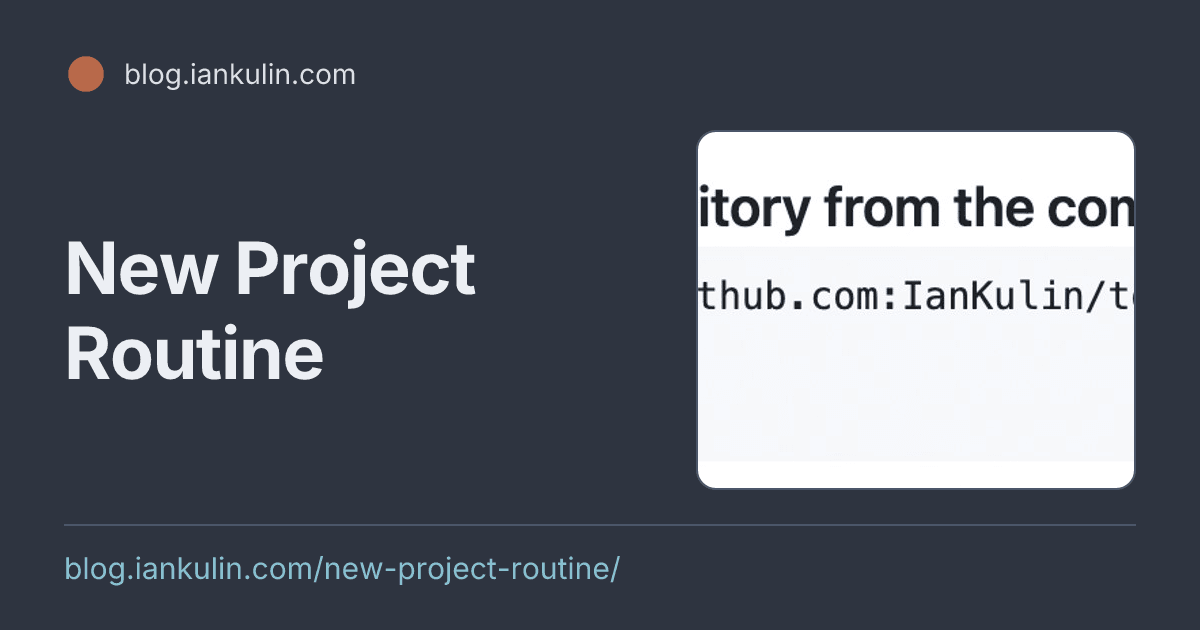 blog.iankulin.com
New Project
Routine
itory from the con
thub.com:IanKulin/t
blog.iankulin.com/new-project-routine/